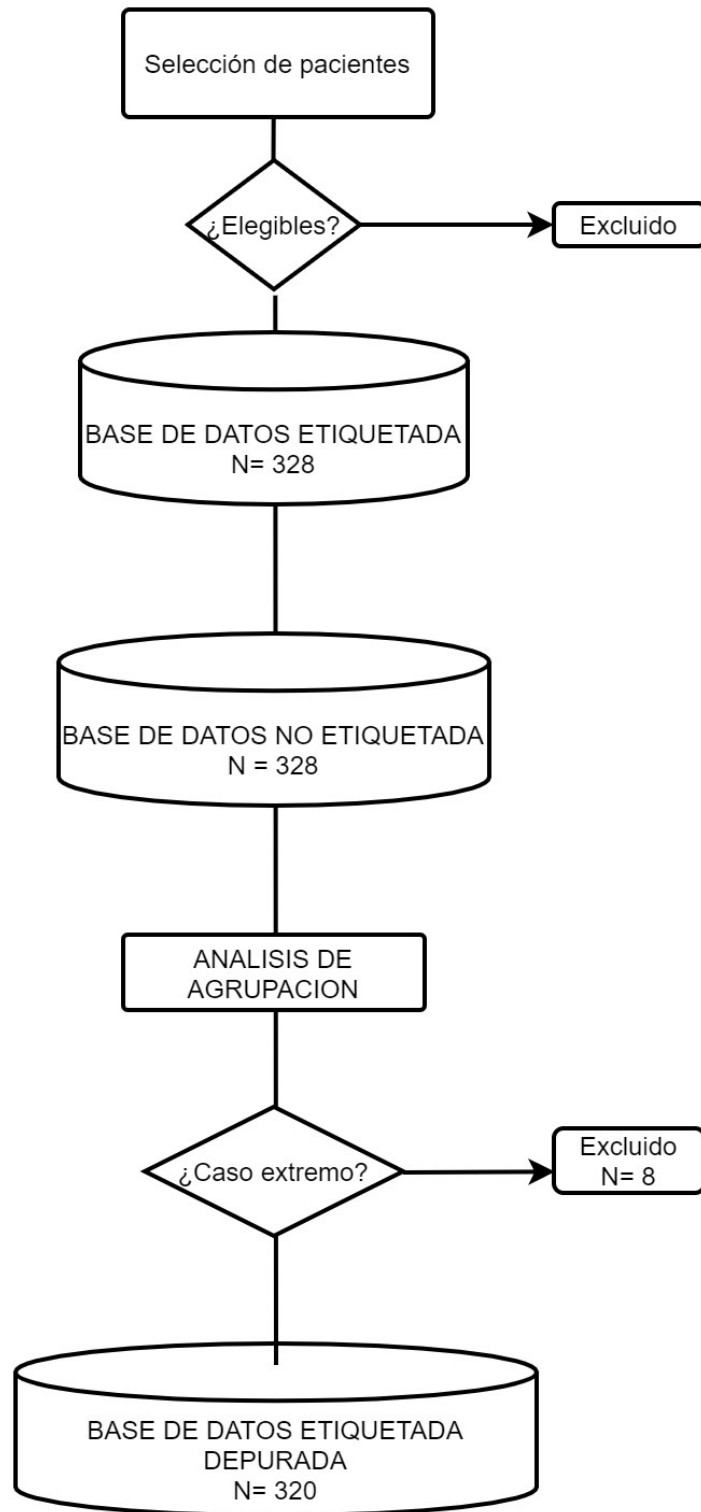 Selección de pacientes
¿Elegibles?
Excluido
BASE DE DATOS ETIQUETADA
N= 328
BASE DE DATOS NO ETIQUETADA
N = 328
ANALISIS DE
AGRUPACION
¿Caso extremo?
Excluido
N= 8
BASE DE DATOS ETIQUETADA
DEPURADA
N= 320